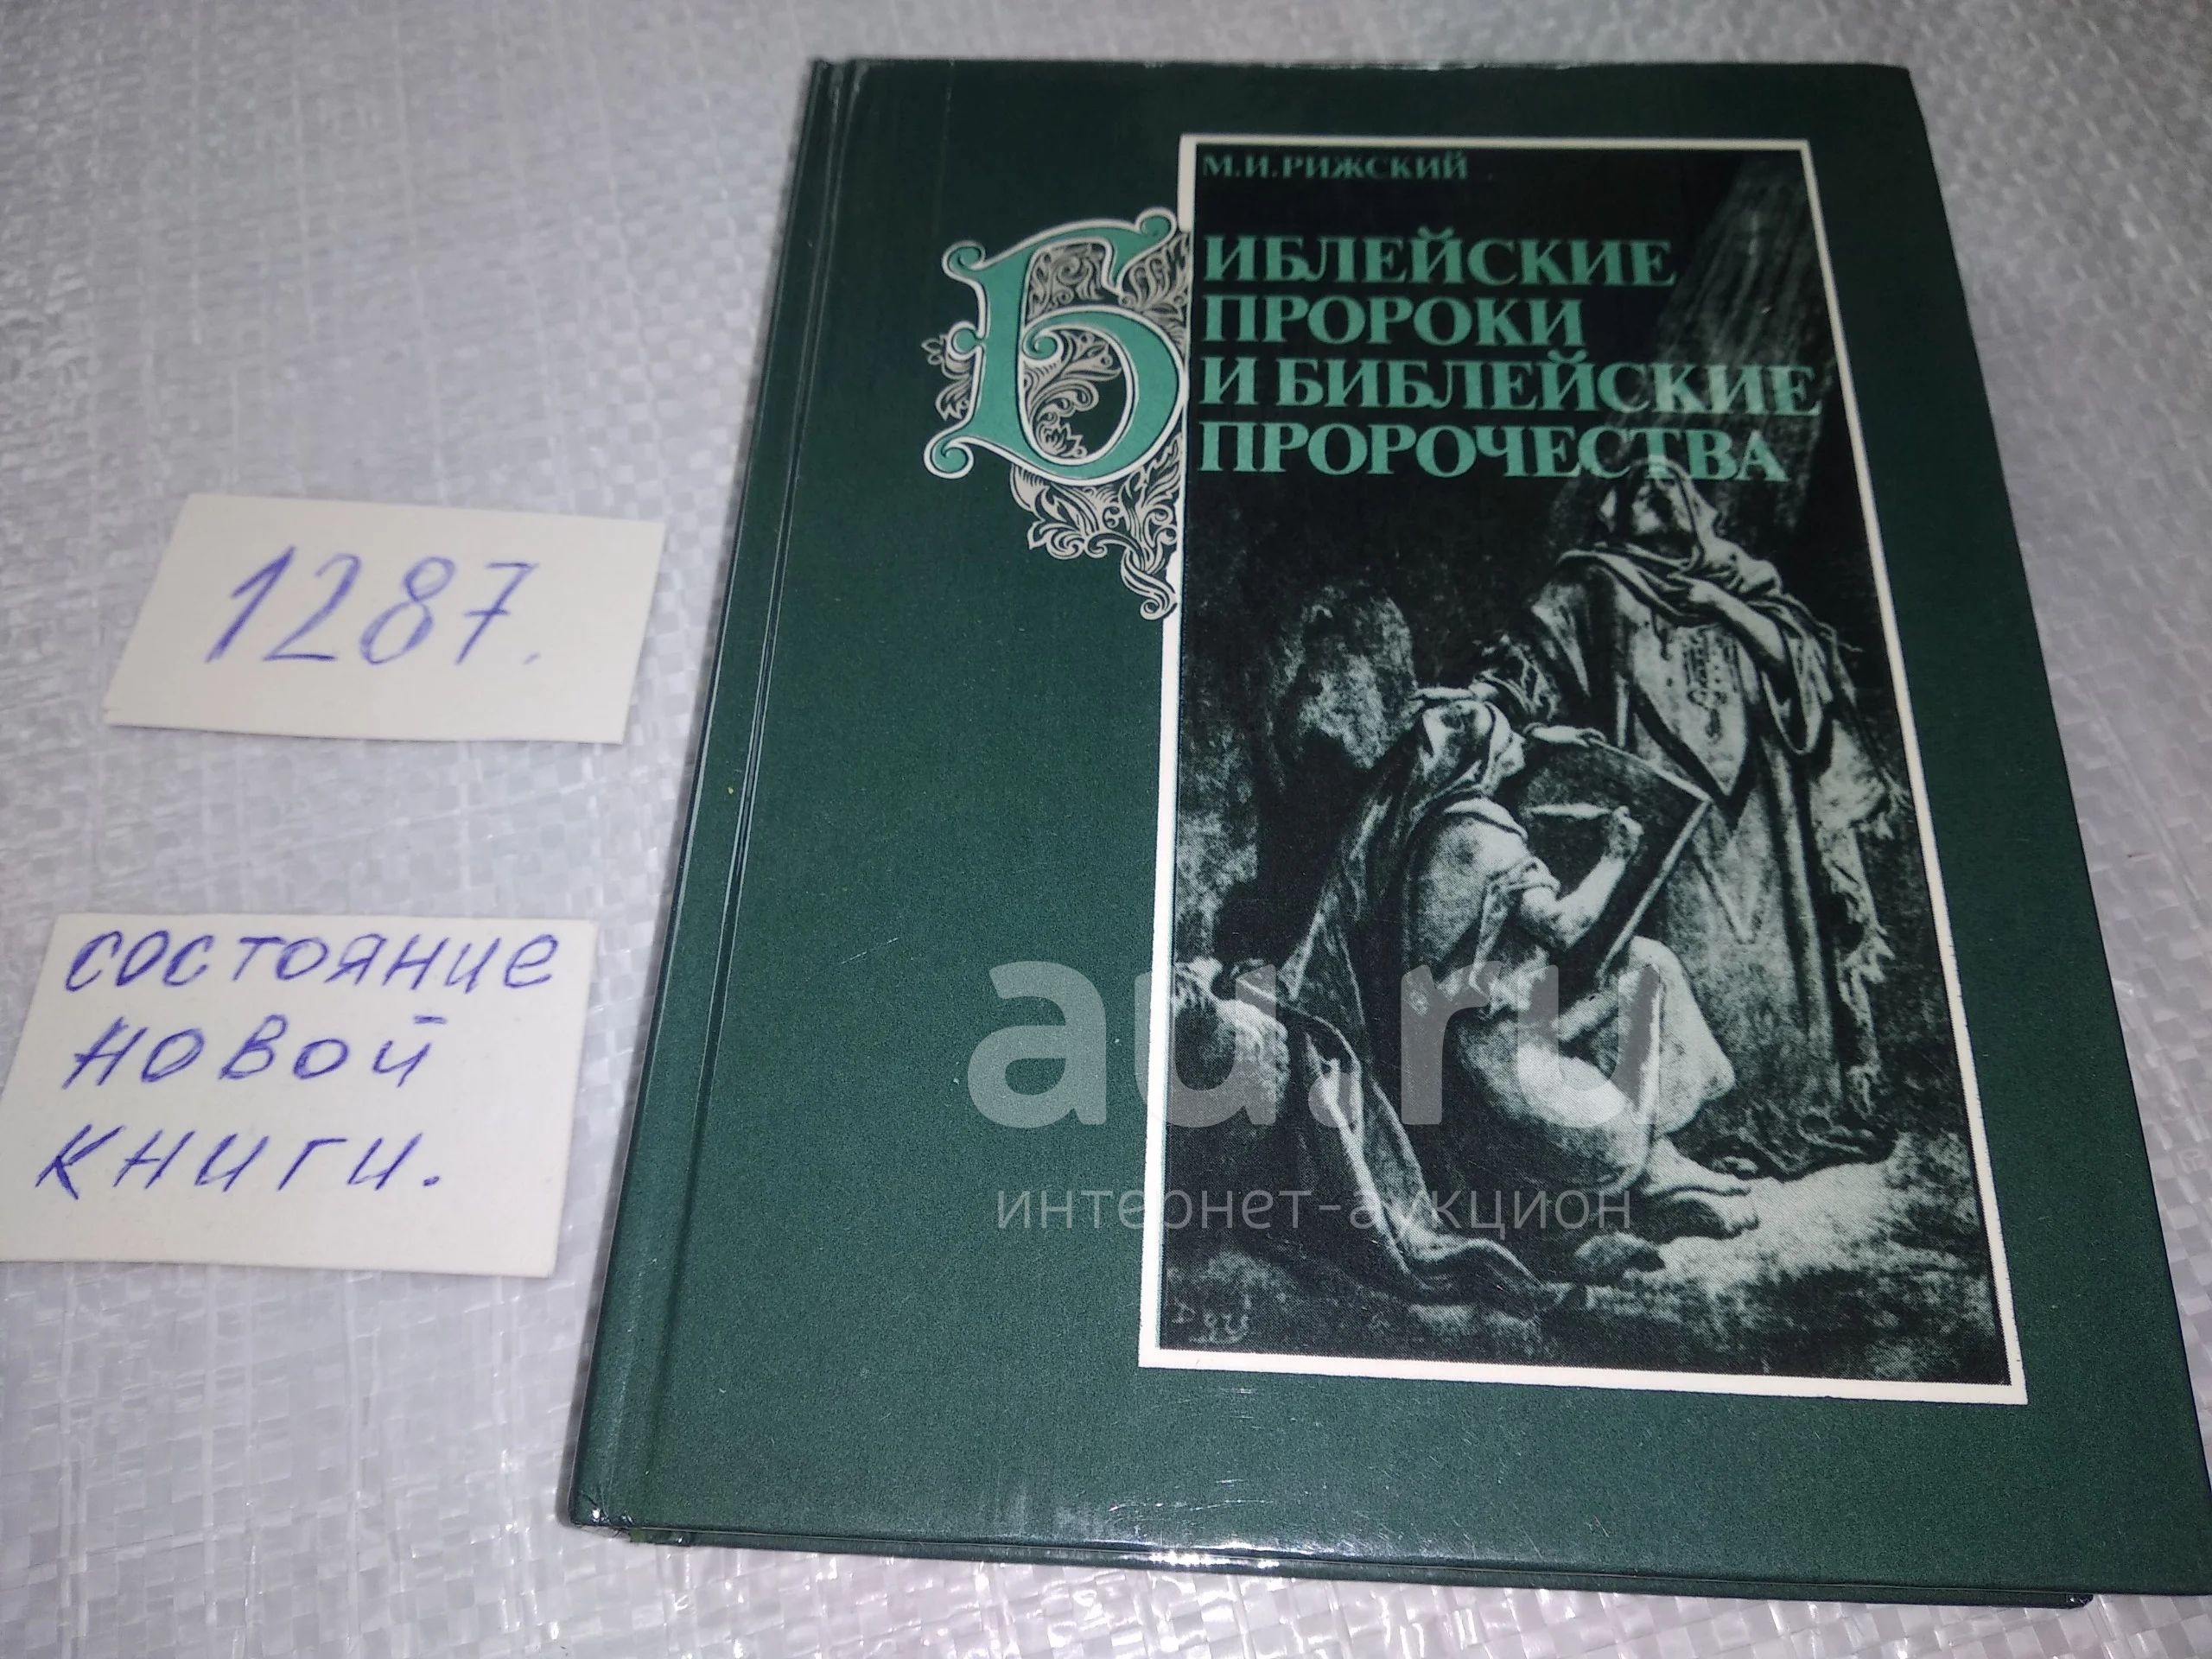 М.И.РИЖСКИЙ
БИБЛЕЙСКИЕ
ПРОРОКИ
И БИБЛЕЙСКИЕ
ПРОРОЧЕСТВА
1287.
состояние
новой
книги.
au.ru
интернет-аукцион